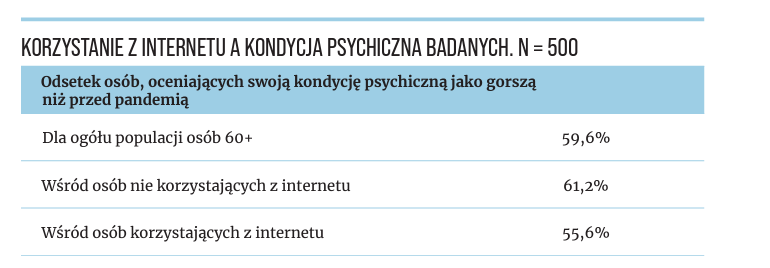 KORZYSTANIE Z INTERNETU A KONDYCJA PSYCHICZNA BADANYCH. N = 500
Odsetek osób, oceniających swoją kondycję psychiczną jako gorszą
niż przed pandemią
Dla ogółu populacji osób 60+ 59,6%
Wśród osób nie korzystających z internetu 61,2%
Wśród osób korzystających z internetu 55,6%